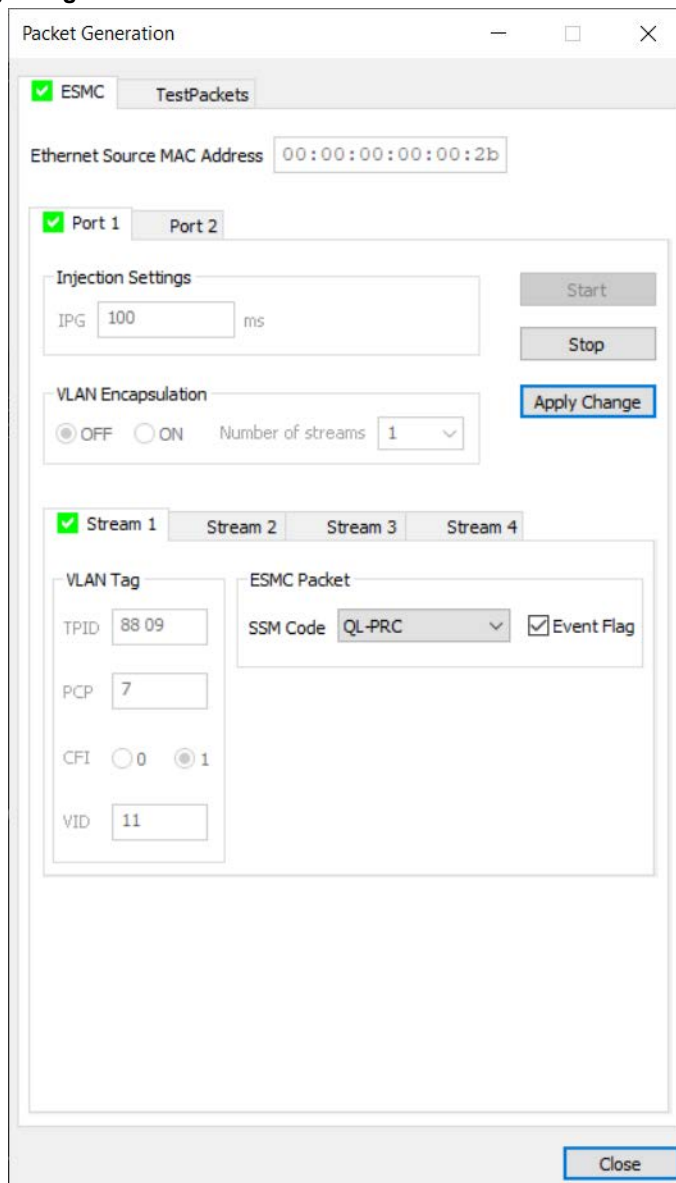 Packet Generation
ESMC TestPackets
Ethernet Source MAC Address 00:00:00:00:00:2b
Port 1 Port 2
Injection Settings
IPG 100 ms
Start
Stop
VLAN Encapsulation
OFF ON Number of streams 1
Apply Change
Stream 1 Stream 2 Stream 3 Stream 4
VLAN Tag
TPID 88 09
PCP 7
CFI 0 1
VID 11
ESMC Packet
SSM Code QL-PRC Event Flag
Close